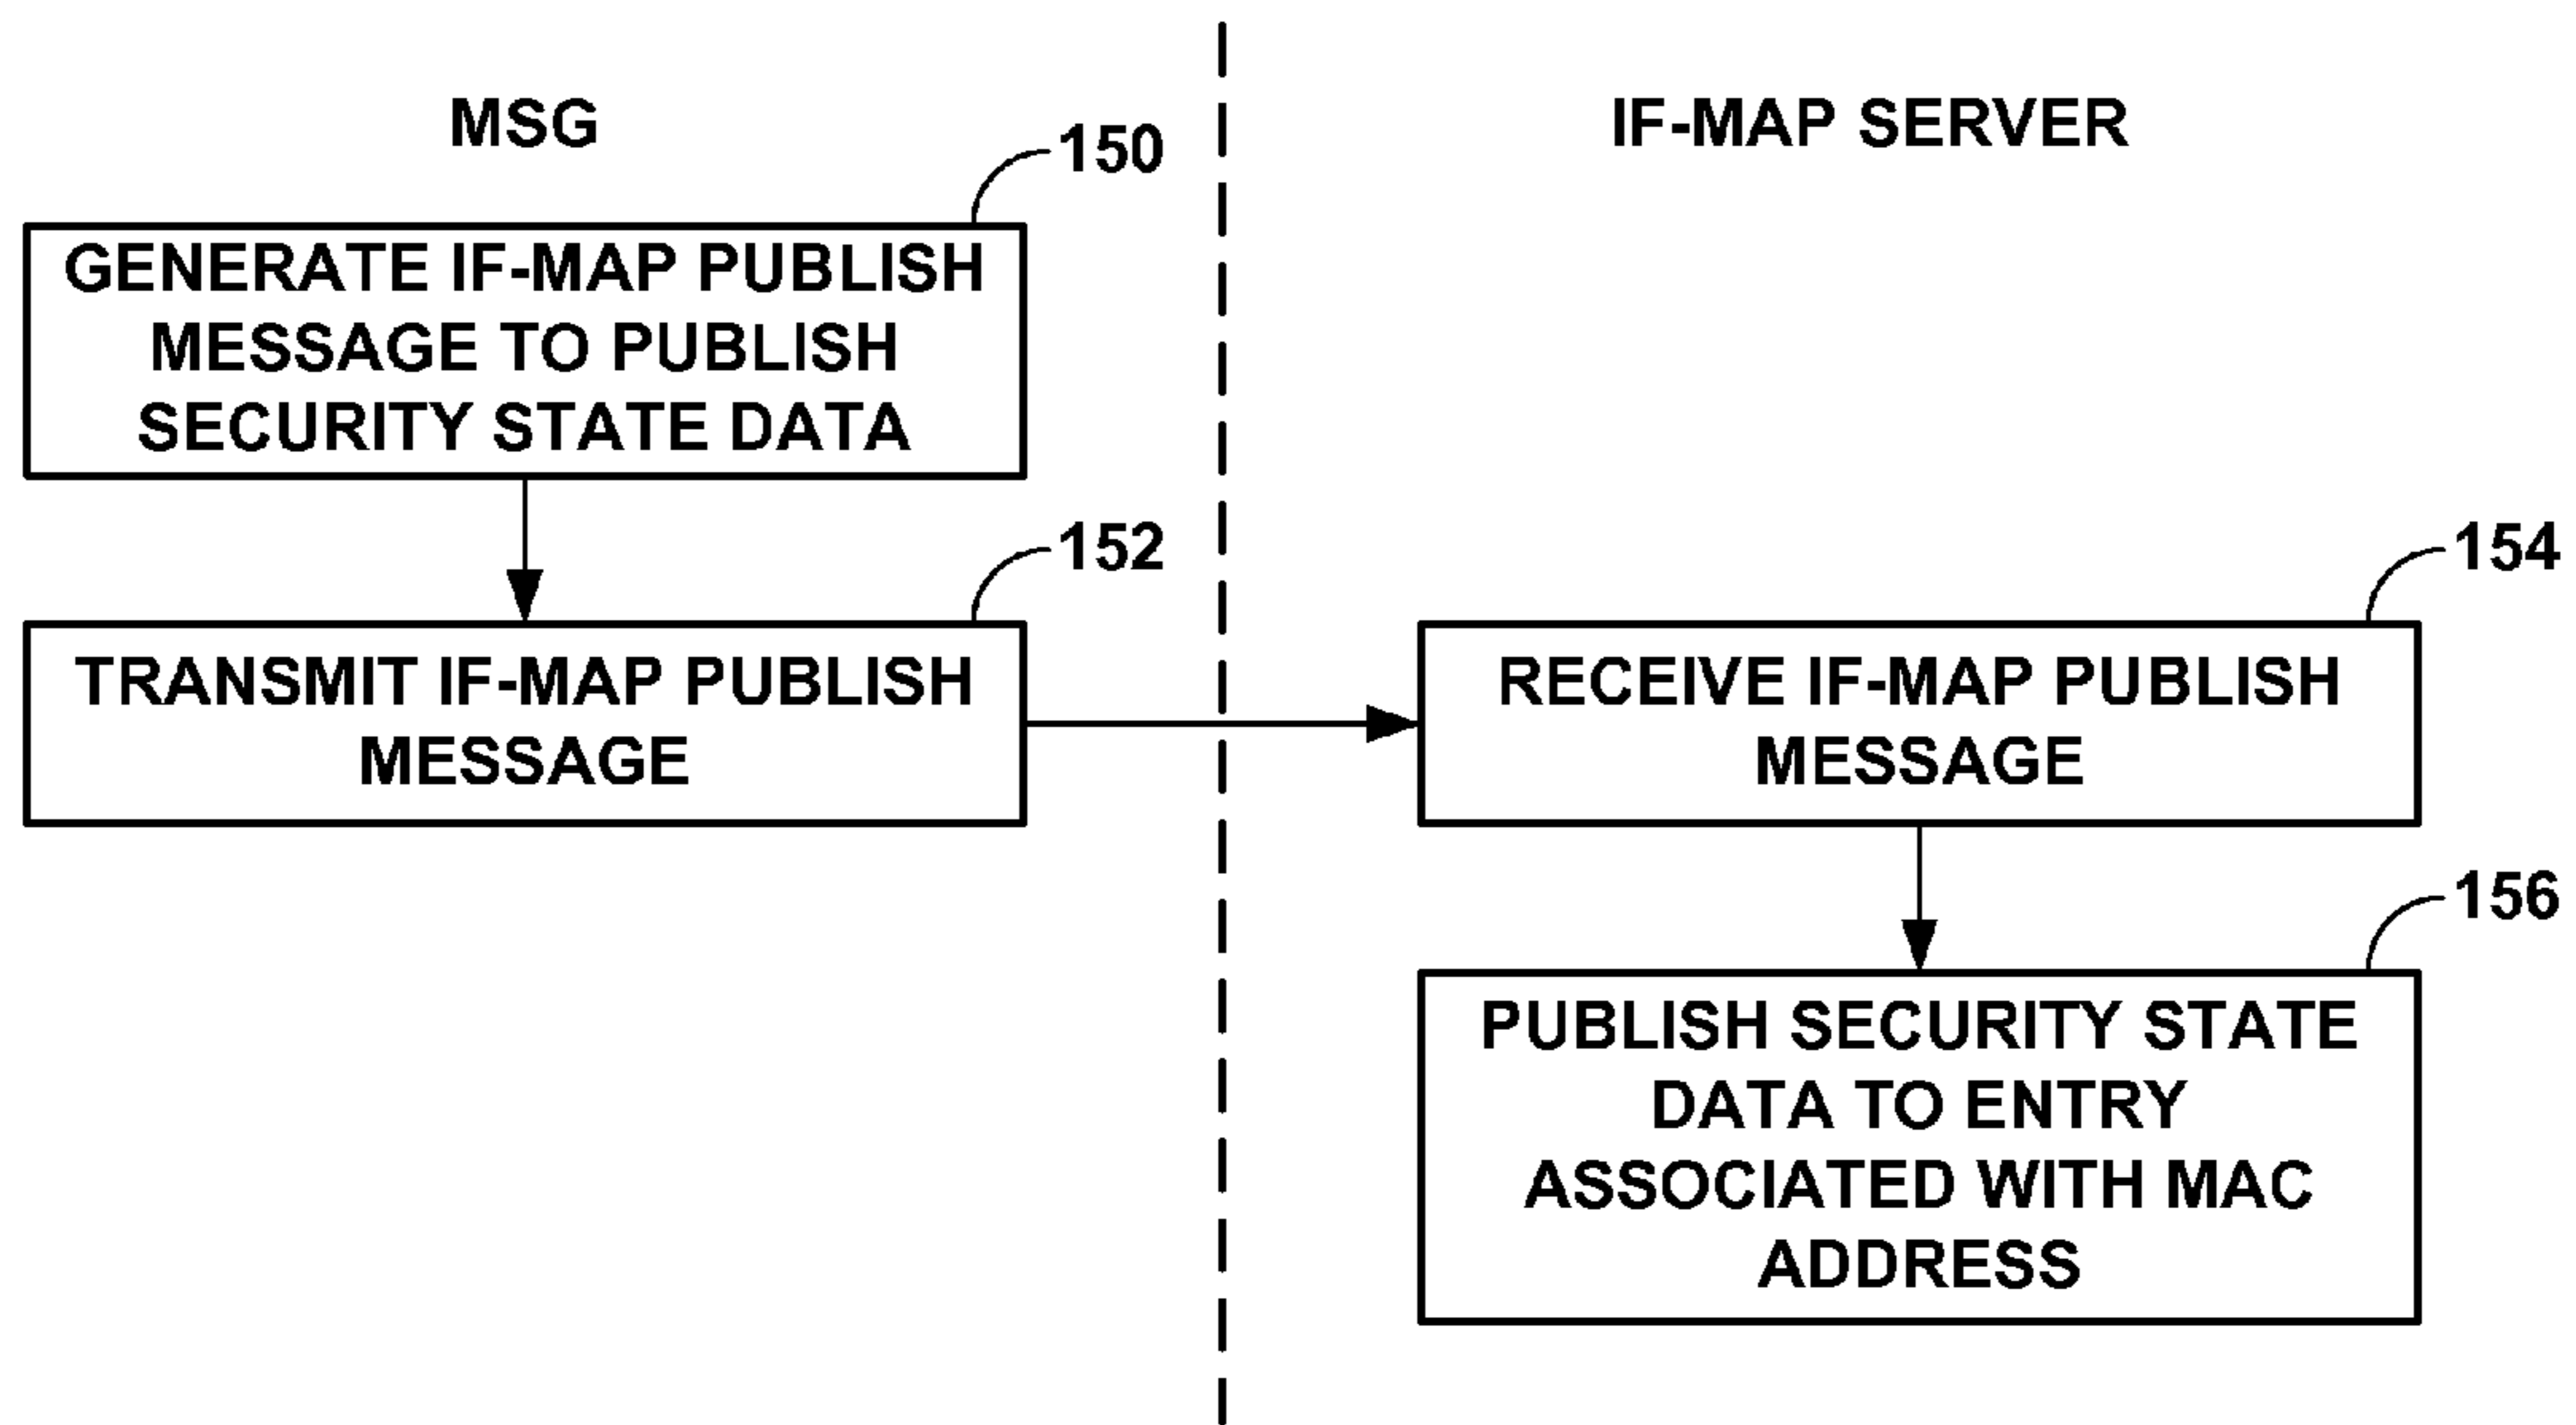 MSG
150
GENERATE IF-MAP PUBLISH
MESSAGE TO PUBLISH
SECURITY STATE DATA
152
TRANSMIT IF-MAP PUBLISH
MESSAGE
IF-MAP SERVER
154
RECEIVE IF-MAP PUBLISH
MESSAGE
156
PUBLISH SECURITY STATE
DATA TO ENTRY
ASSOCIATED WITH MAC
ADDRESS